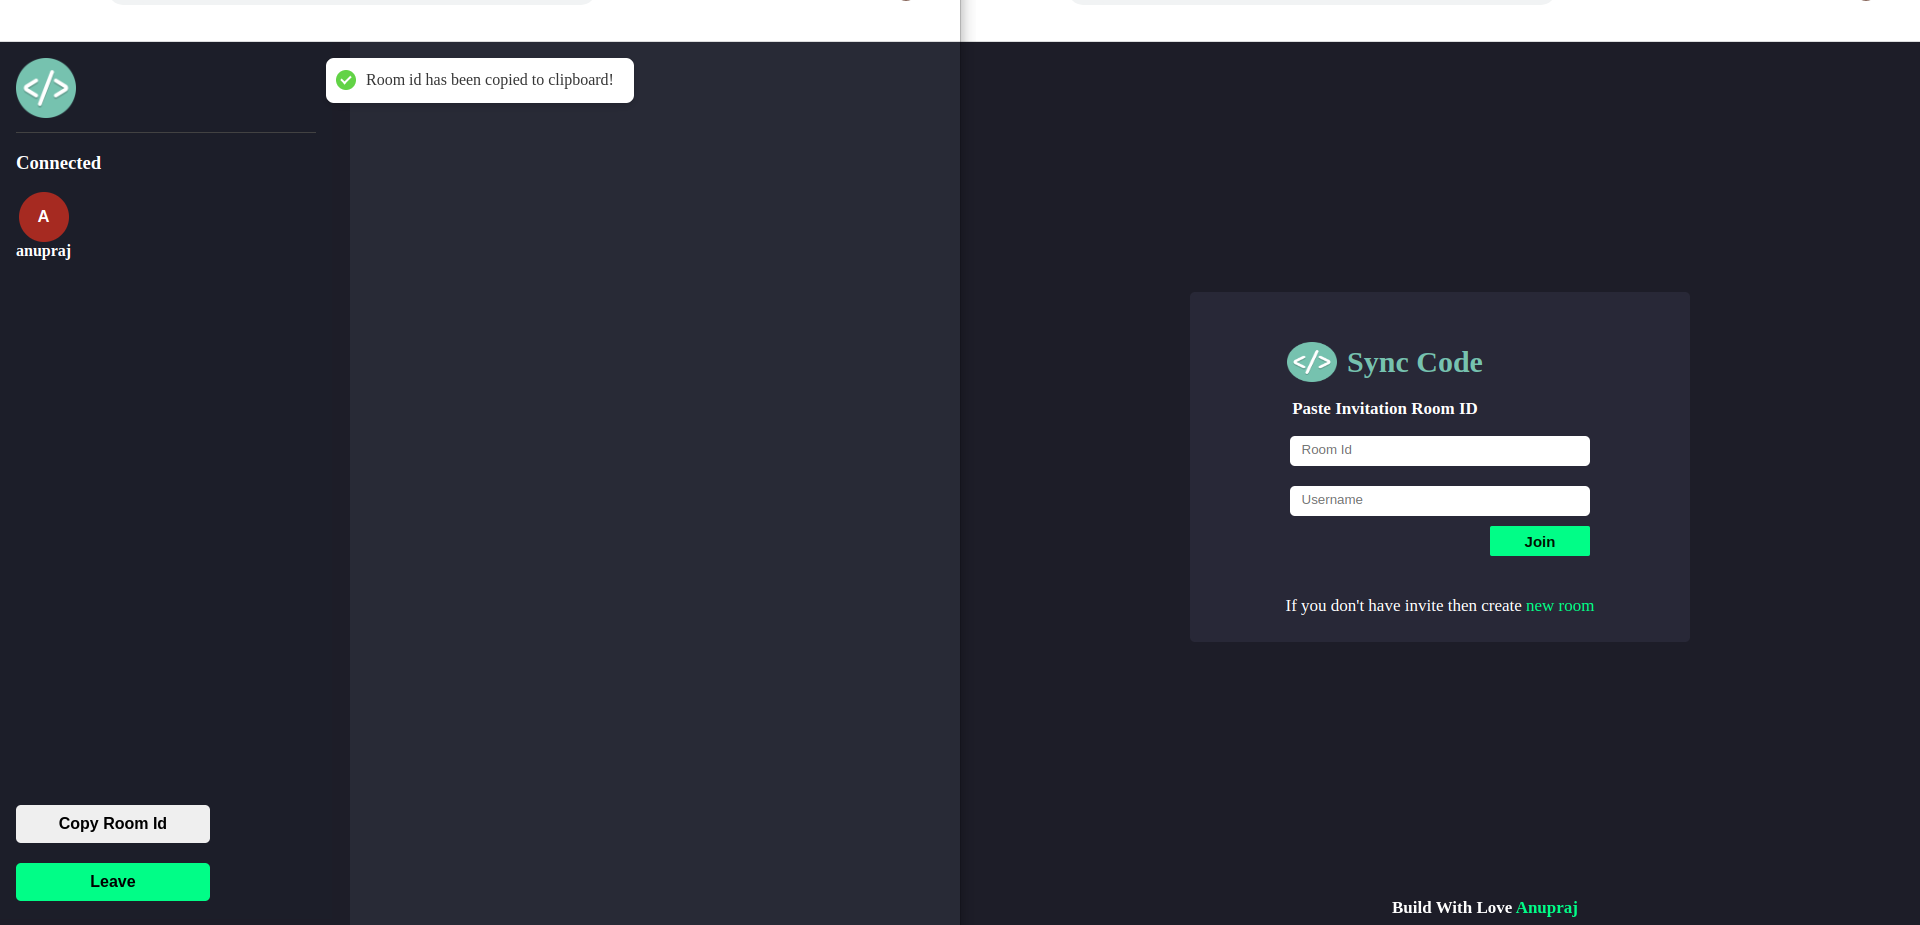 </>
Room id has been copied to clipboard!
Connected
A
anupraj
Copy Room Id
Leave
</> Sync Code
Paste Invitation Room ID
Room Id
Username
Join
If you don't have invite then create new room
Build With Love Anupraj